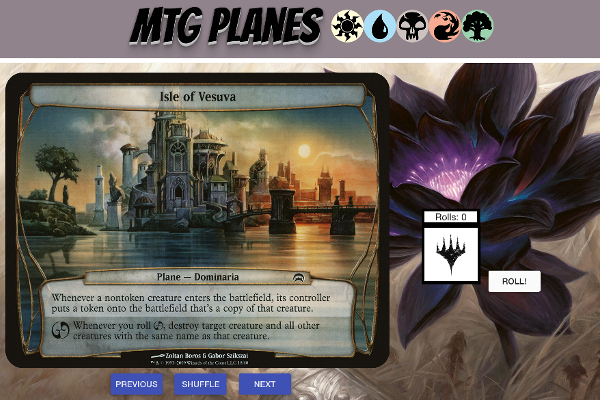 MTG PLANES
Isle of Vesuva
Rolls: 0
ROLL!
Plane — Dominaria
Whenever a nontoken creature enters the battlefield, its controller
puts a token onto the battlefield that's a copy of that creature.
Whenever you roll , destroy target creature and all other
creatures with the same name as that creature.
Zoltan Boros & Gabor Szikszai
PREVIOUS
SHUFFLE
NEXT